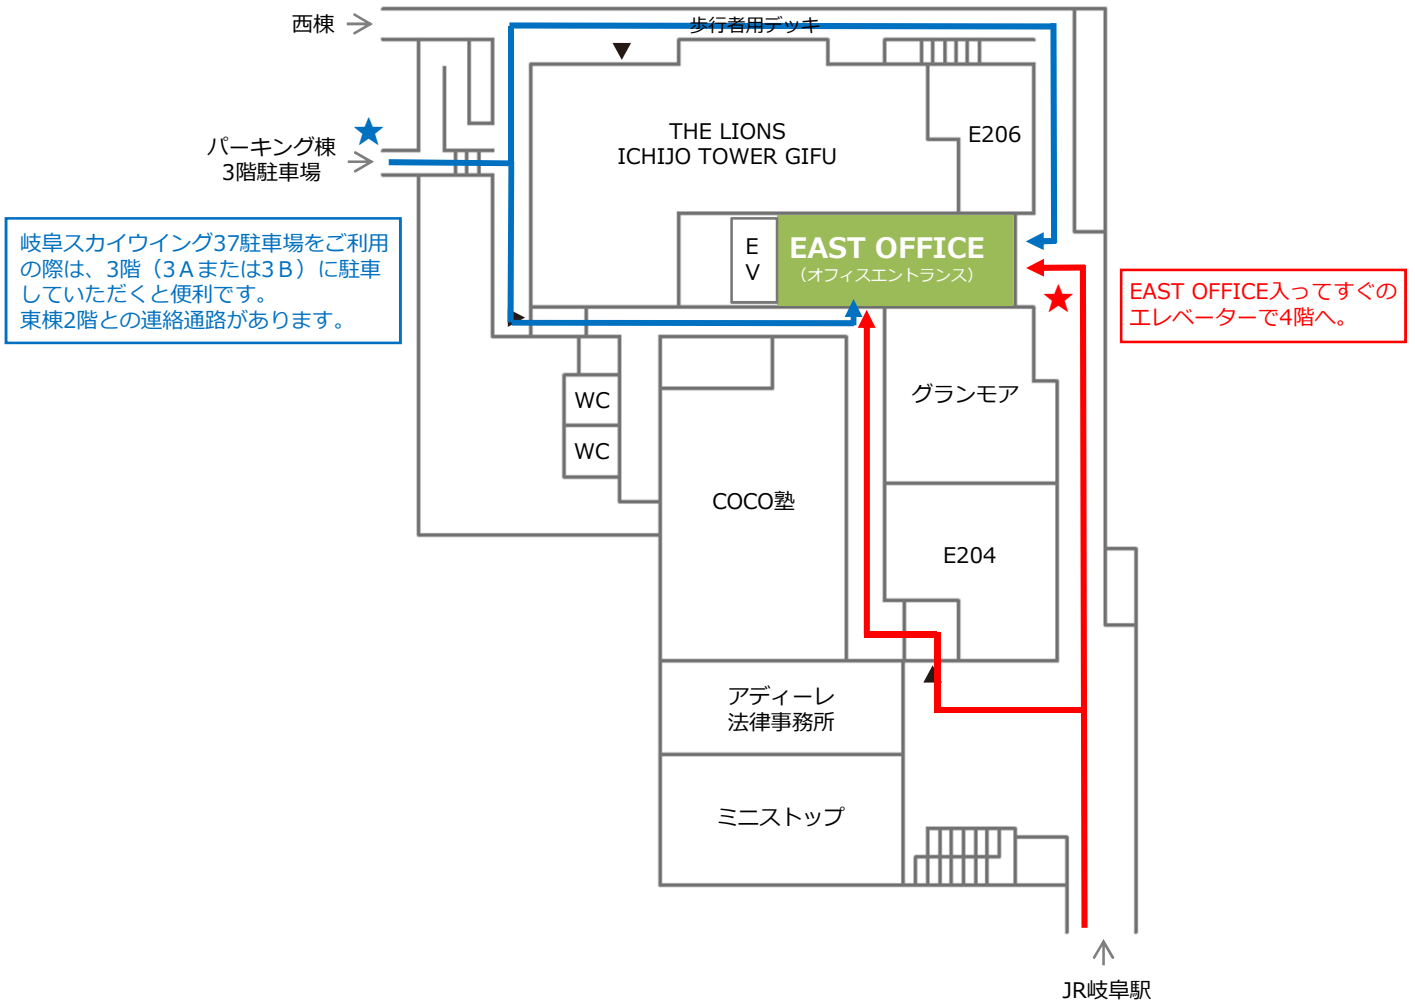 西棟
歩行者用デッキ
THE LIONS
ICHIJO TOWER GIFU
E206
パーキング棟
3階駐車場
岐阜スカイウイング37駐車場をご利用
の際は、3階（3Aまたは3B）に駐車
していただくと便利です。
東棟2階との連絡通路があります。
E
V
EAST OFFICE
（オフィスエントランス）
EAST OFFICE入ってすぐの
エレベーターで4階へ。
グランモア
WC
WC
COCO塾
E204
アディーレ
法律事務所
ミニストップ
JR岐阜駅